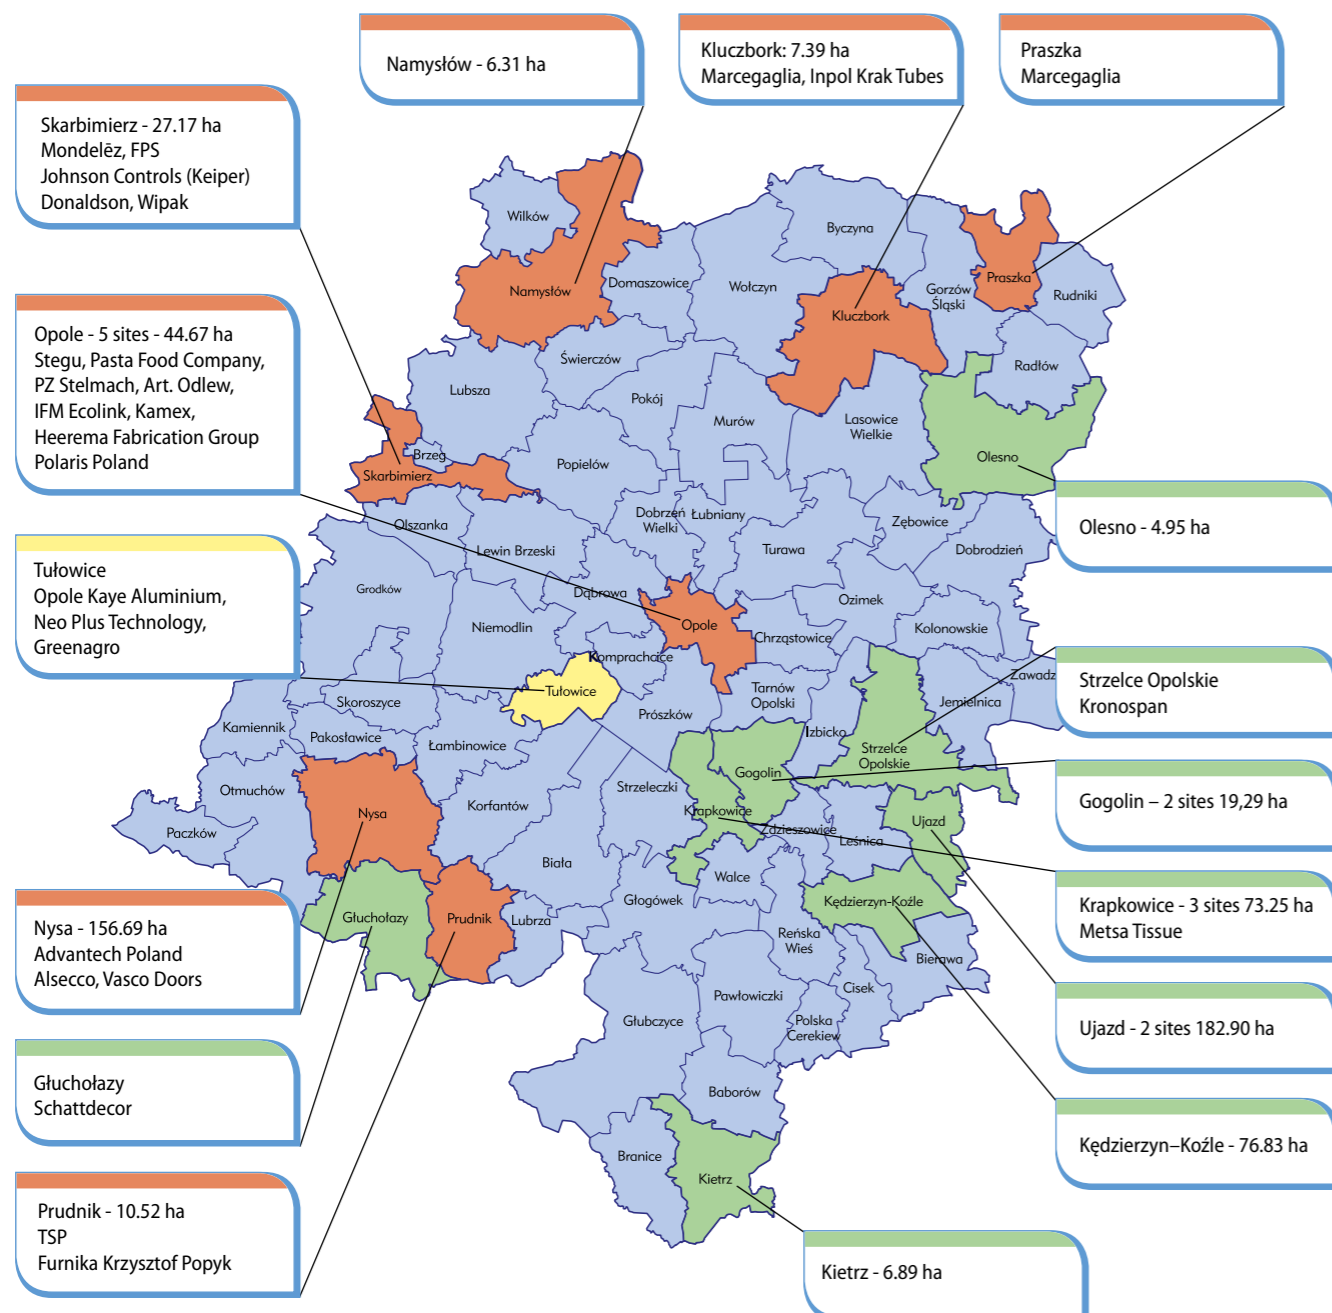 Namysłów - 6.31 ha
Kluczbork: 7.39 ha
Marcegaglia, Inpol Krak Tubes
Praszka
Marcegaglia
Skarbimierz - 27.17 ha
Mondelēz, FPS
Johnson Controls (Keiper)
Donaldson, Wipak
Opole - 5 sites - 44.67 ha
Stegu, Pasta Food Company,
PZ Stelmach, Art. Odlew,
IFM Ecolink, Kamex,
Heerema Fabrication Group
Polaris Poland
Tułowice
Opole Kaye Aluminium,
Neo Plus Technology,
Greenagro
Nysa - 156.69 ha
Advantech Poland
Alsecco, Vasco Doors
Głuchołazy
Schattdecor
Prudnik - 10.52 ha
TSP
Furnika Krzysztof Popyk
Olesno - 4.95 ha
Strzelce Opolskie
Kronospan
Gogolin – 2 sites 19,29 ha
Krapkowice - 3 sites 73.25 ha
Metsa Tissue
Ujazd - 2 sites 182.90 ha
Kędzierzyn–Koźle - 76.83 ha
Kietrz - 6.89 ha
Wilków
Byczyna
Namysłów
Domaszowice
Wołczyn
Gorzów
Śląski
Praszka
Rudniki
Kluczbork
Świerczów
Radłów
Lubsza
Pokój
Murów
Lasowice
Wielkie
Olesno
Brzeg
Skarbimierz
Popielów
Olszanka
Lewin Brzeski
Dobrzeń
Wielki
Łubniany
Turawa
Zębowice
Dobrodzień
Grodków
Niemodlin
Dąbrowa
Opole
Chrząstowice
Ozimek
Kolonowskie
Komprachcice
Tułowice
Prószków
Tarnów
Opolski
Izbicko
Strzelce
Opolskie
Jemielnica
Zawadz
Kamiennik
Skoroszyce
Pakosławice
Łambinowice
Otmuchów
Paczków
Nysa
Korfantów
Strzeleczki
Gogolin
Krapkowice
Zdzieszowice
Leśnica
Ujazd
Biała
Walce
Kędzierzyn-Koźle
Głuchołazy
Prudnik
Lubrza
Głogówek
Reńska
Wieś
Bierawa
Cisek
Pawłowiczki
Głubczyce
Polska
Cerekiew
Baborów
Branice
Kietrz